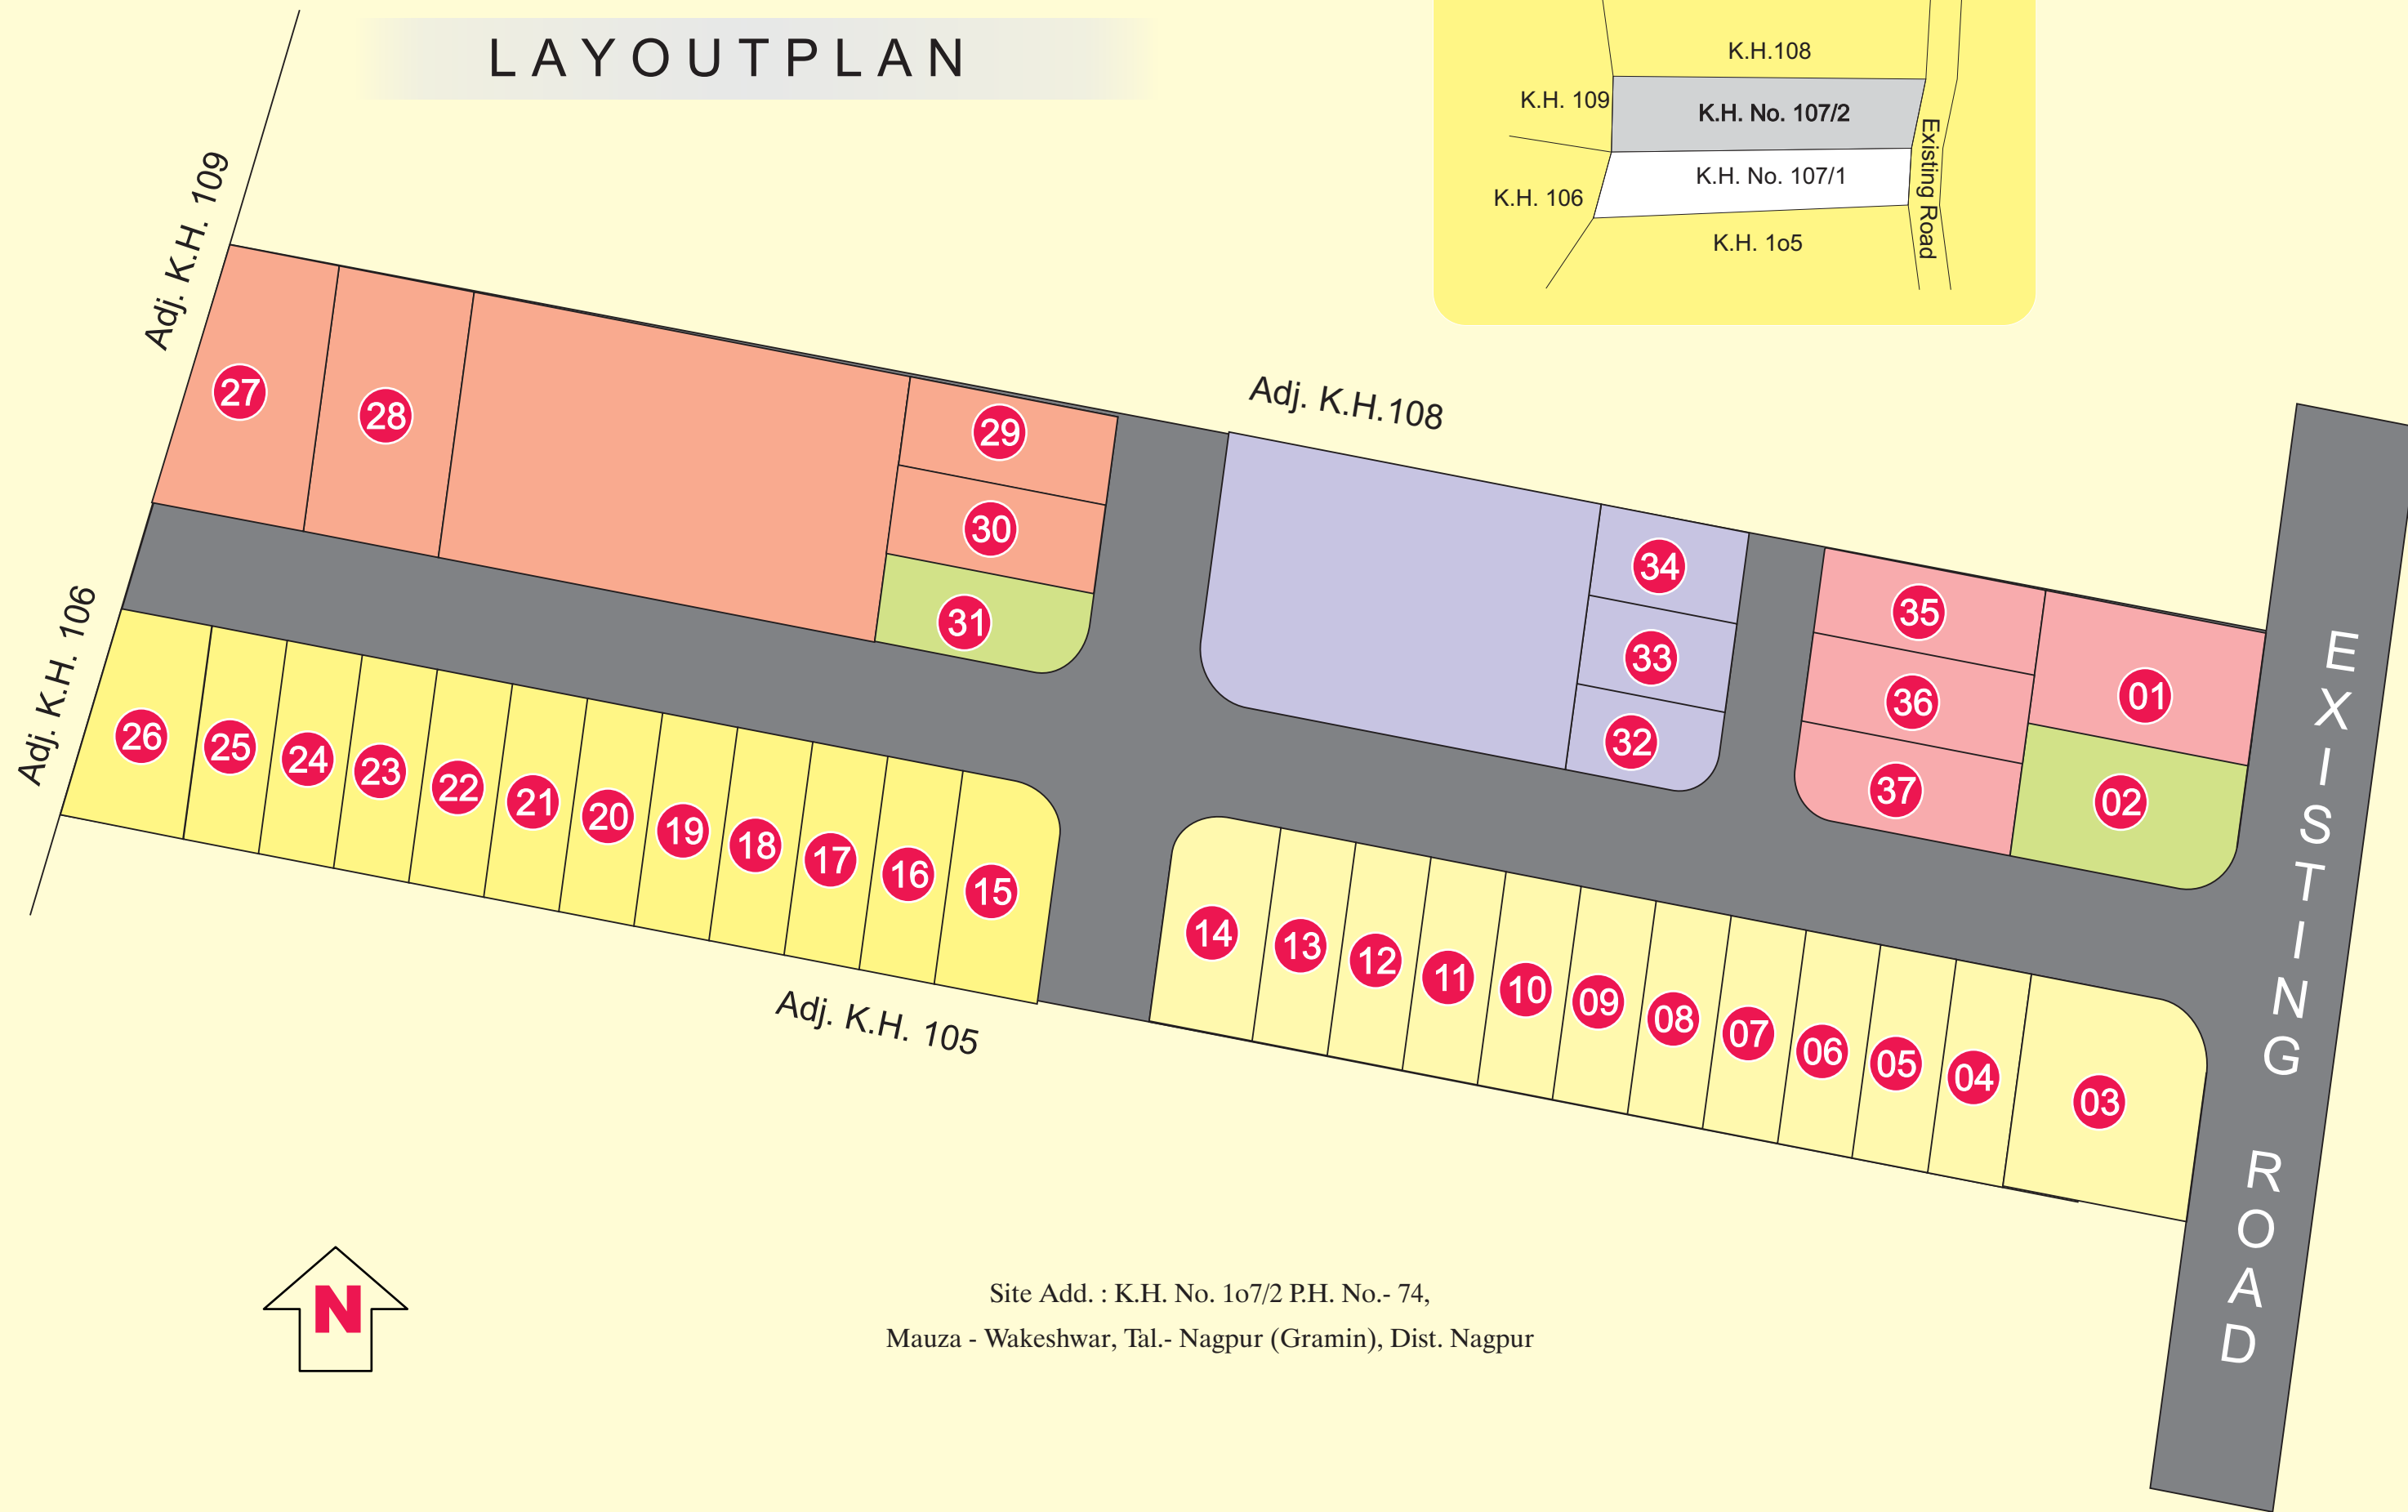 LAYOUTPLAN
K.H.108
K.H. 109
K.H. No. 107/2
K.H. No. 107/1
K.H. 106
K.H. 1o5
Existing Road
Adj. K.H. 109
Adj. K.H.108
27
28
29
30
31
34
33
32
35
36
37
01
02
EXISTING ROAD
Adj. K.H. 106
26
25
24
23
22
21
20
19
18
17
16
15
14
13
12
11
10
09
08
07
06
05
04
03
Adj. K.H. 105
N
Site Add. : K.H. No. 1o7/2 P.H. No.- 74,
Mauza - Wakeshwar, Tal.- Nagpur (Gramin), Dist. Nagpur